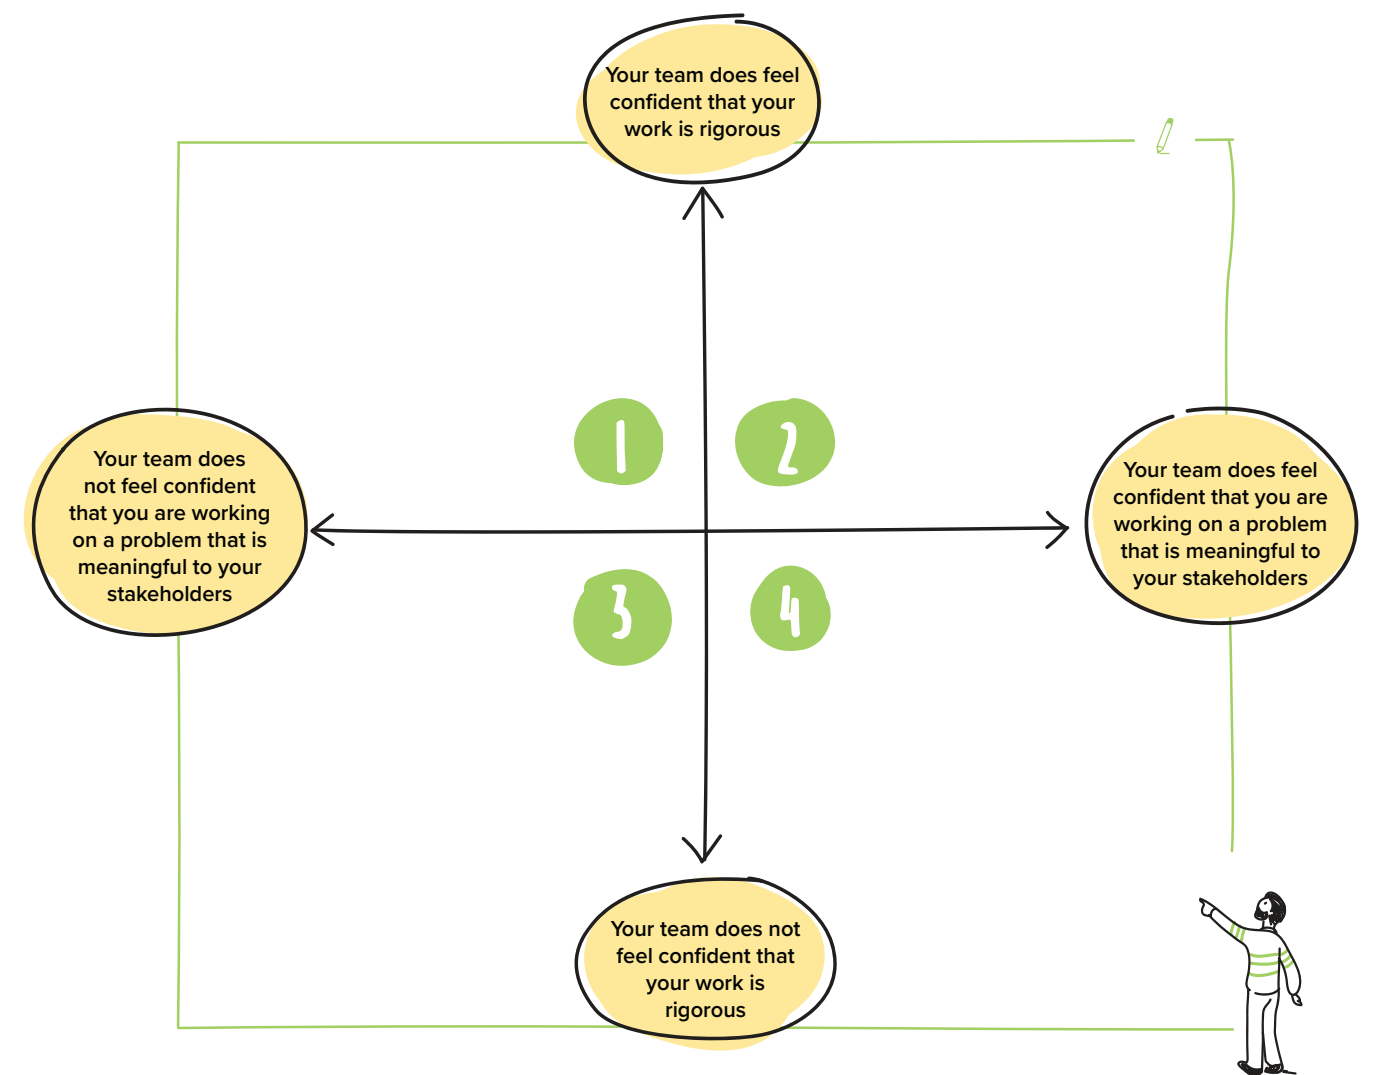 Your team does feel
confident that your
work is rigorous
1
2
Your team does
not feel confident
that you are working
on a problem that is
meaningful to your
stakeholders
Your team does feel
confident that you are
working on a problem
that is meaningful to
your stakeholders
3
4
Your team does not
feel confident that
your work is
rigorous